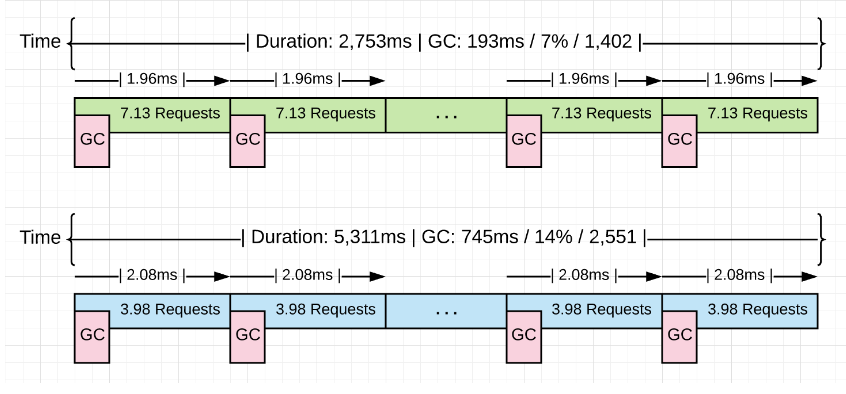 Time | Duration: 2,753ms | GC: 193ms / 7% / 1,402 |
| 1.96ms | | 1.96ms | | 1.96ms | | 1.96ms |
7.13 Requests 7.13 Requests ... 7.13 Requests 7.13 Requests
GC GC GC GC
Time | Duration: 5,311ms | GC: 745ms / 14% / 2,551 |
| 2.08ms | | 2.08ms | | 2.08ms | | 2.08ms |
3.98 Requests 3.98 Requests ... 3.98 Requests 3.98 Requests
GC GC GC GC